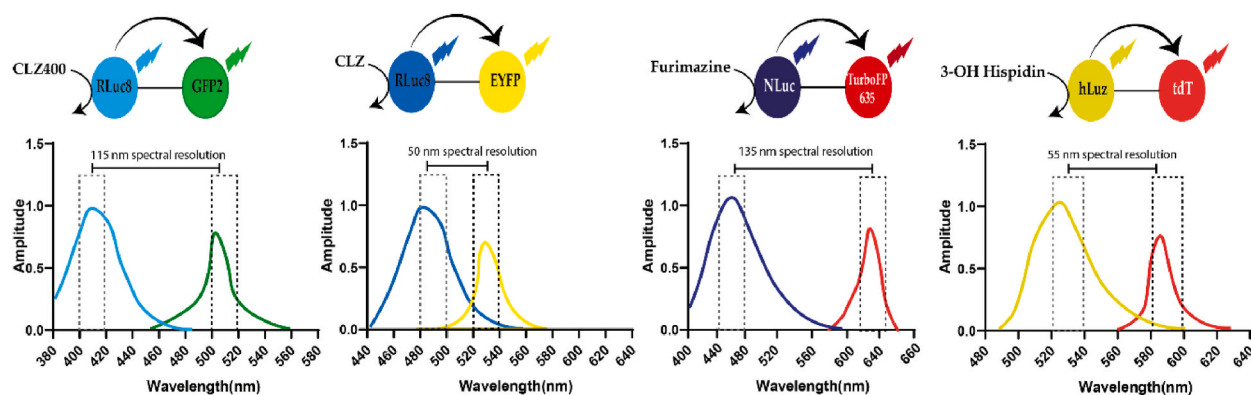 CLZ400
RLuc8
GFP2
115 nm spectral resolution
Amplitude
1.5
1.0
0.5
0.0
380 400 420 440 460 480 500 520 540 560 580
Wavelength(nm)
CLZ
RLuc8
EYFP
50 nm spectral resolution
Amplitude
1.5
1.0
0.5
0.0
440 460 480 500 520 540 560 580 600 620 640
Wavelength(nm)
Furimazine
NLuc
TurboFP
635
135 nm spectral resolution
Amplitude
1.5
1.0
0.5
0.0
400 440 460 500 560 600 640 660
Wavelength(nm)
3-OH Hispidin
hLuz
tdT
55 nm spectral resolution
Amplitude
1.5
1.0
0.5
0.0
480 500 520 540 560 580 600 620 640
Wavelength(nm)